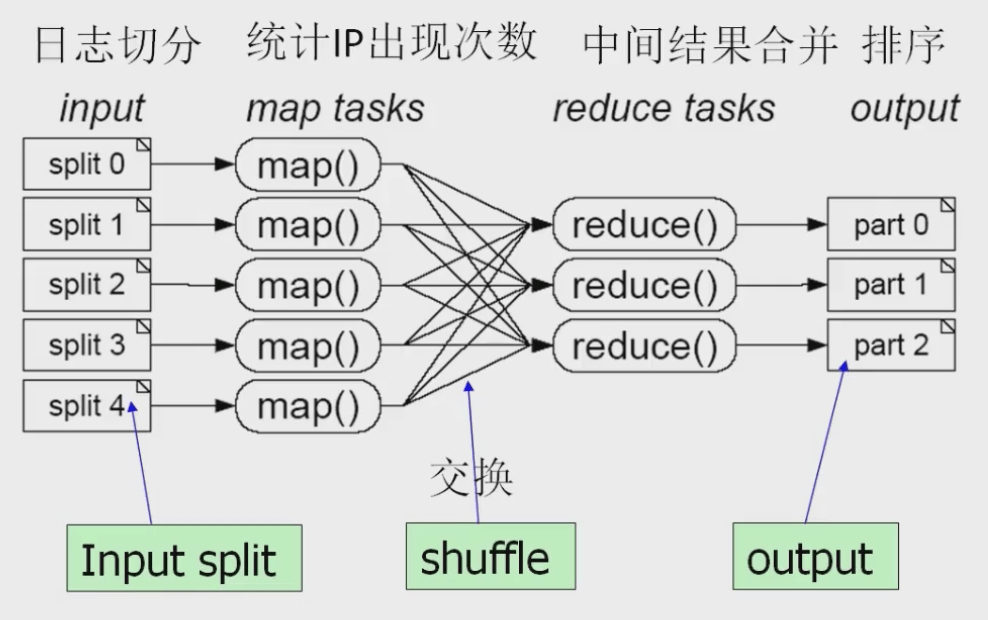 日志切分 统计IP出现次数 中间结果合并 排序
input map tasks reduce tasks output
split 0 map()
split 1 map() reduce() part 0
split 2 map() reduce() part 1
split 3 map() reduce() part 2
split 4 map()
交换
Input split shuffle output